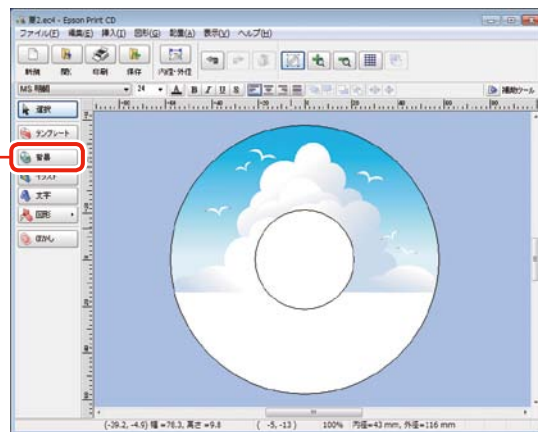 夏2.ec4 - Epson Print CD
ファイル(F) 編集(E) 挿入(I) 図形(G) 配置(A) 表示(V) ヘルプ(H)
新規 開く 印刷 保存 内径・外径
MS 明朝 24 A B I U S 補助ツール
選択
テンプレート
背景
イラスト
文字
図形
ぼかし
(-39.2, -4.9) 幅 =78.3, 高さ =9.8 ( -5, -13 ) 100% 内径=43 mm, 外径=116 mm